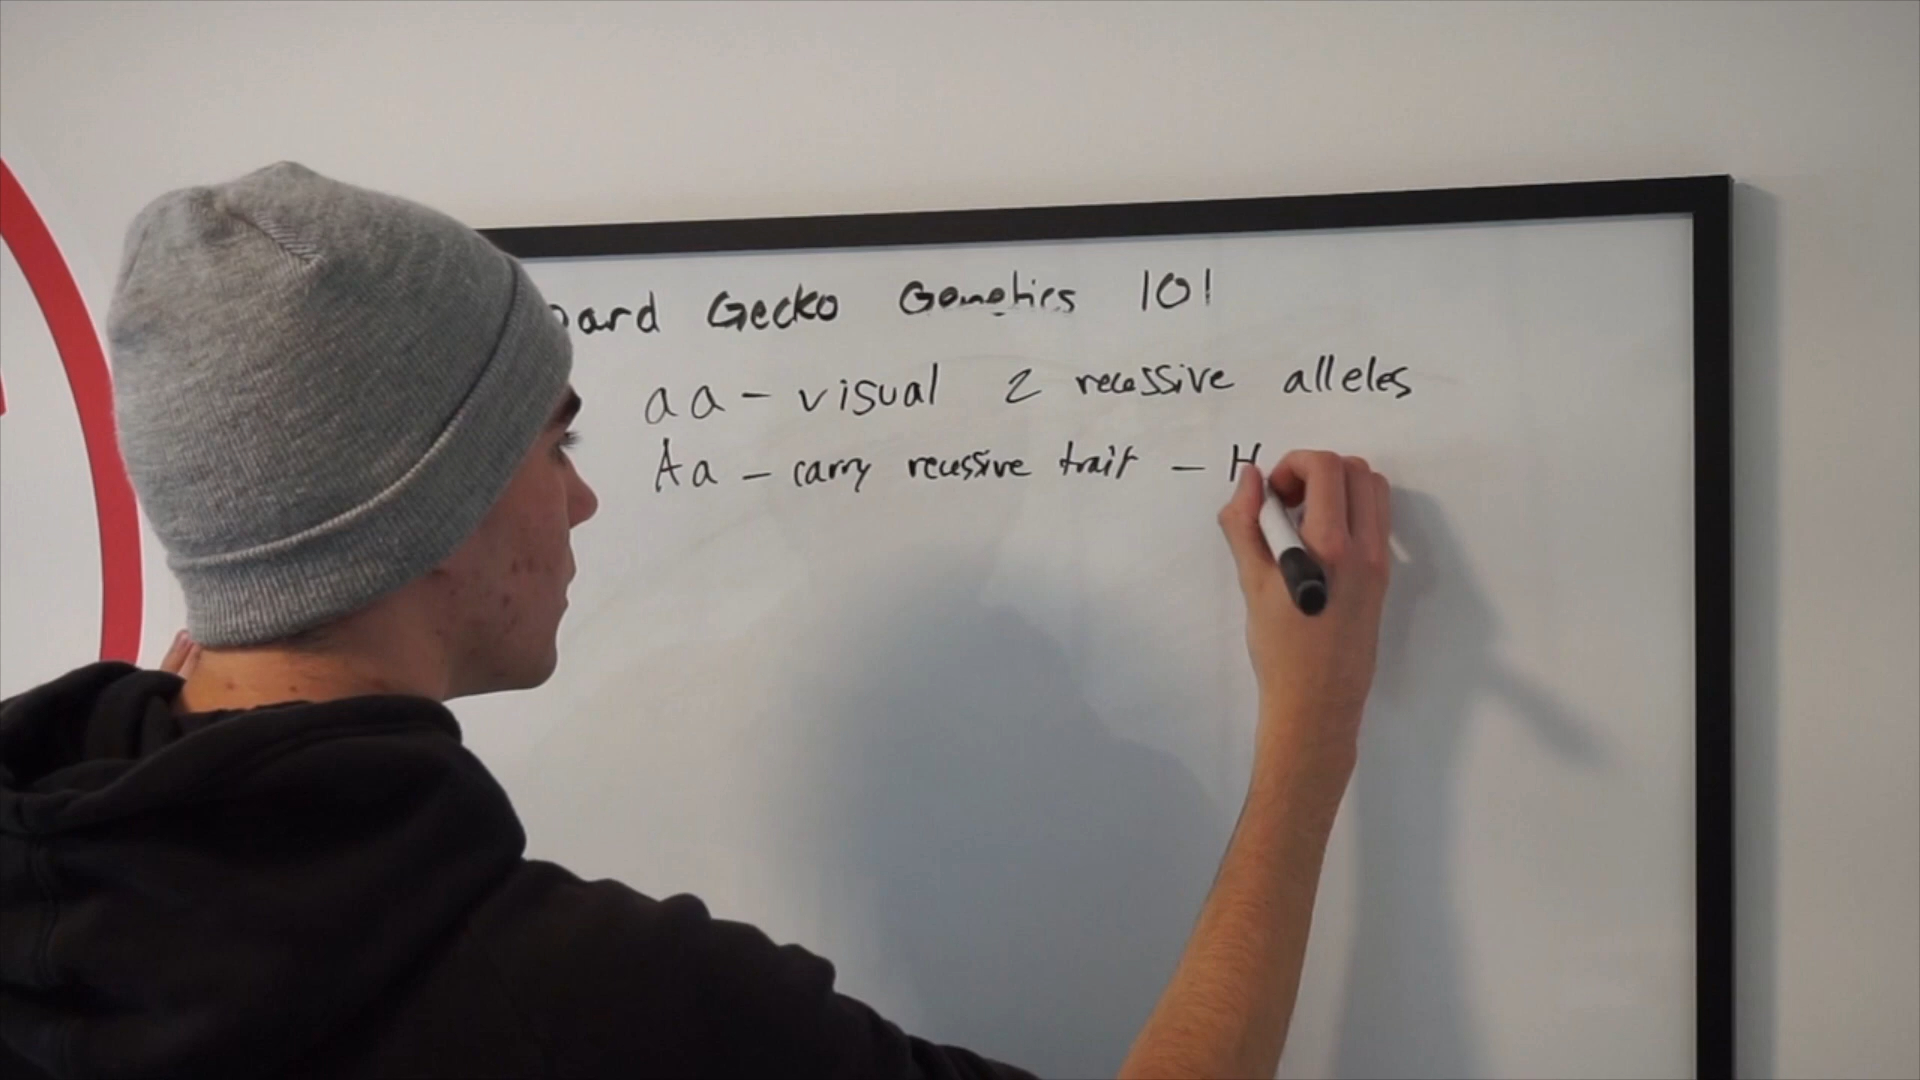 ard Gecko Genetics 101
aa - visual 2 recessive alleles
Aa - carry recessive trait - H